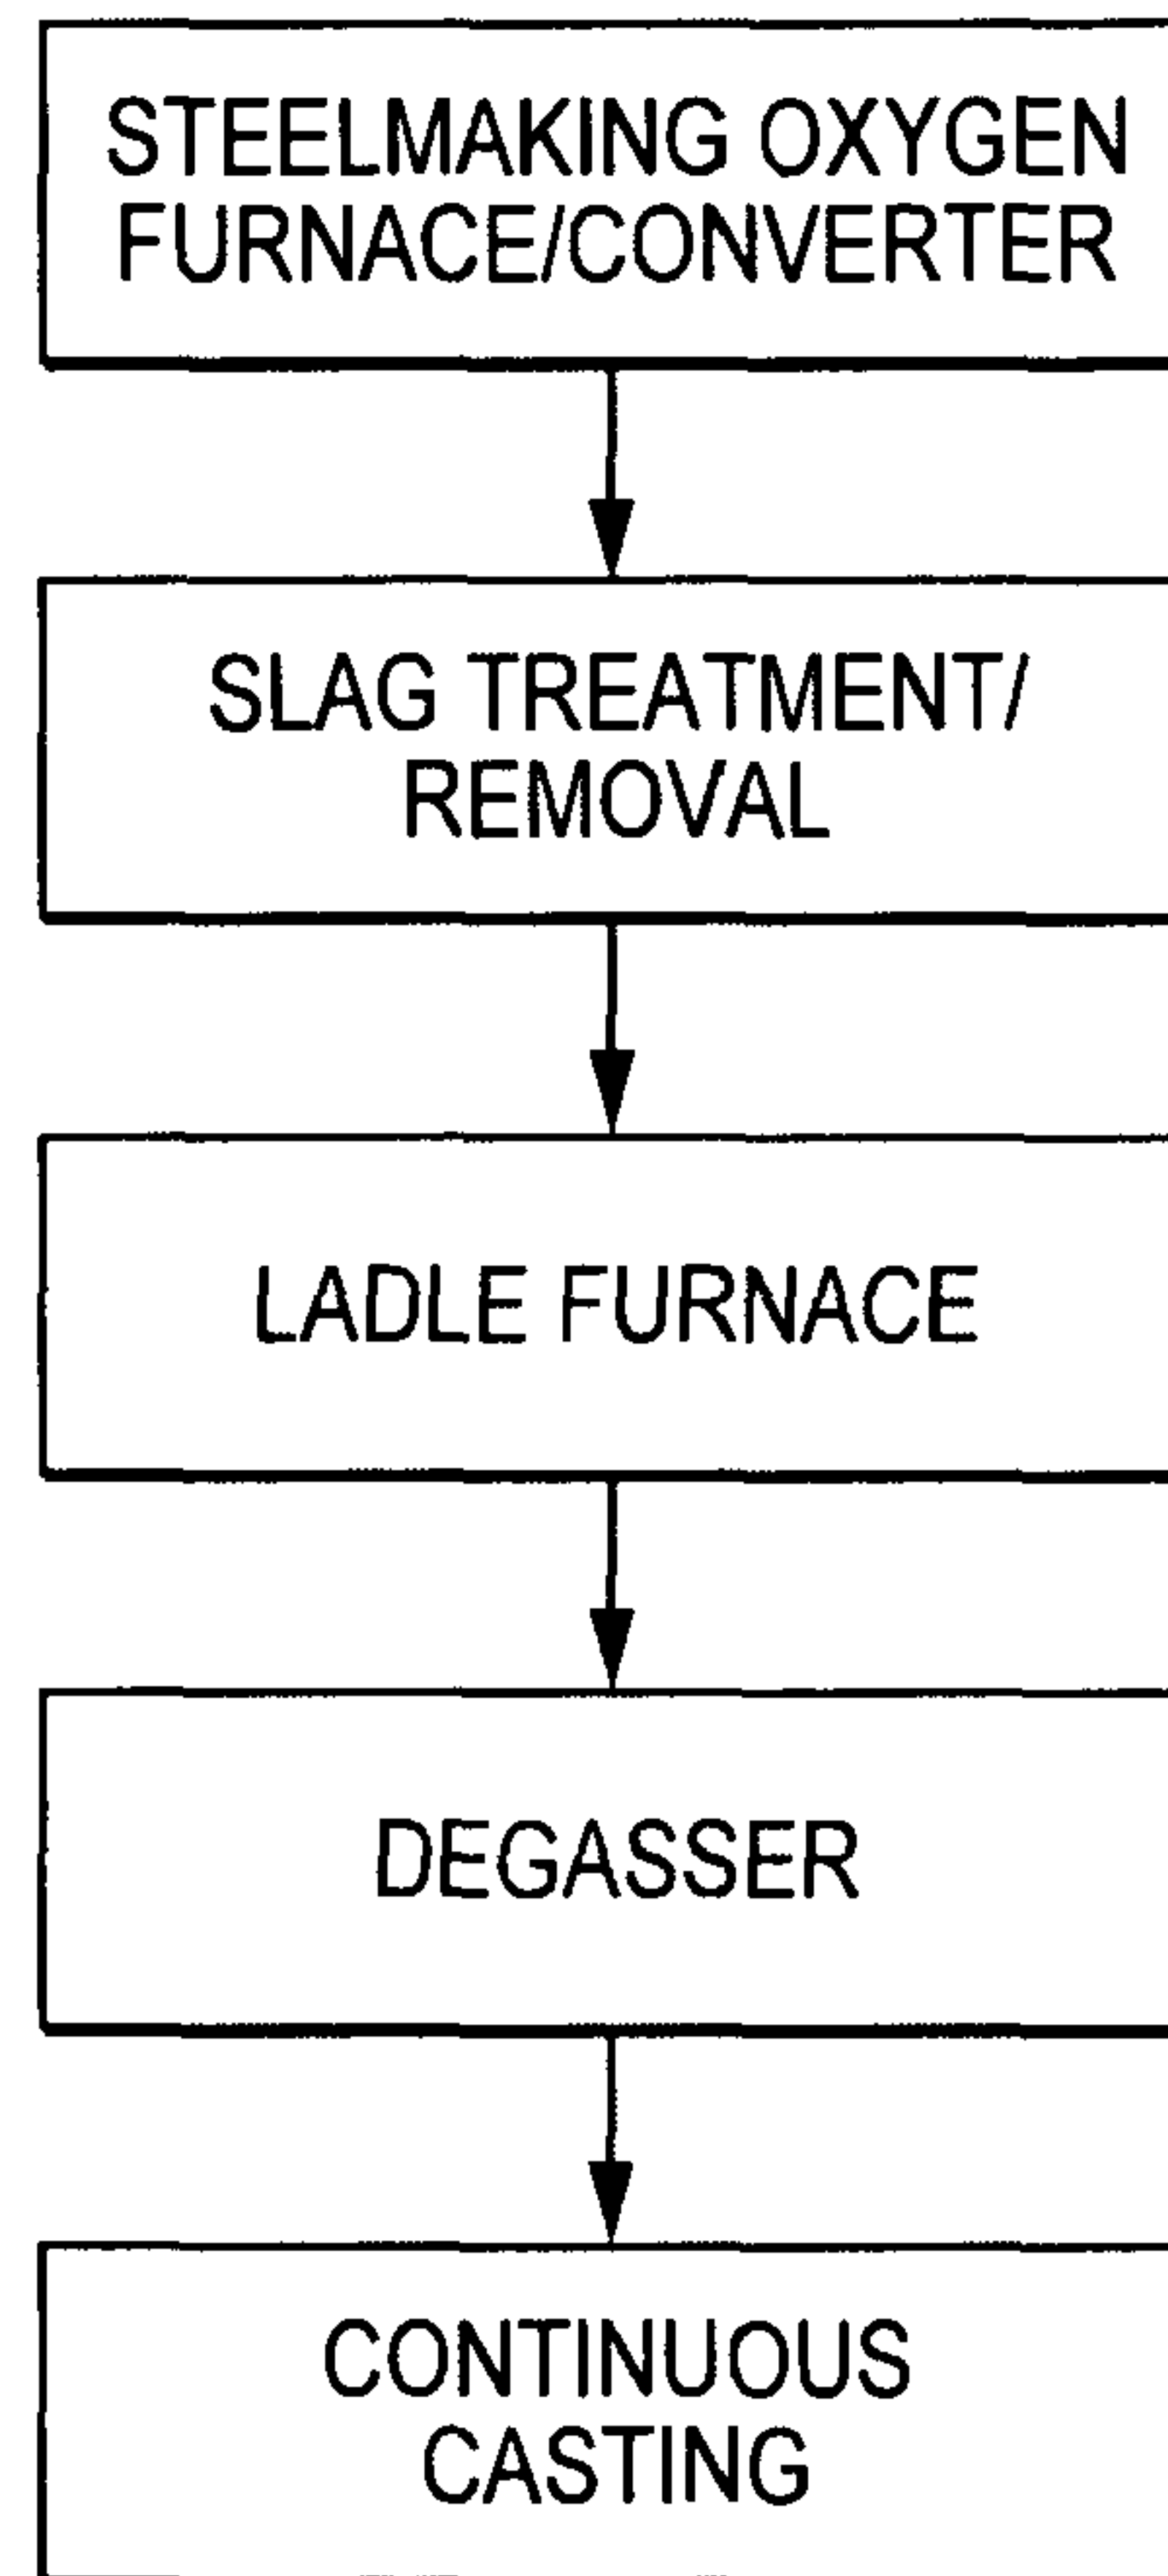 STEELMAKING OXYGEN
FURNACE/CONVERTER
SLAG TREATMENT/
REMOVAL
LADLE FURNACE
DEGASSER
CONTINUOUS
CASTING